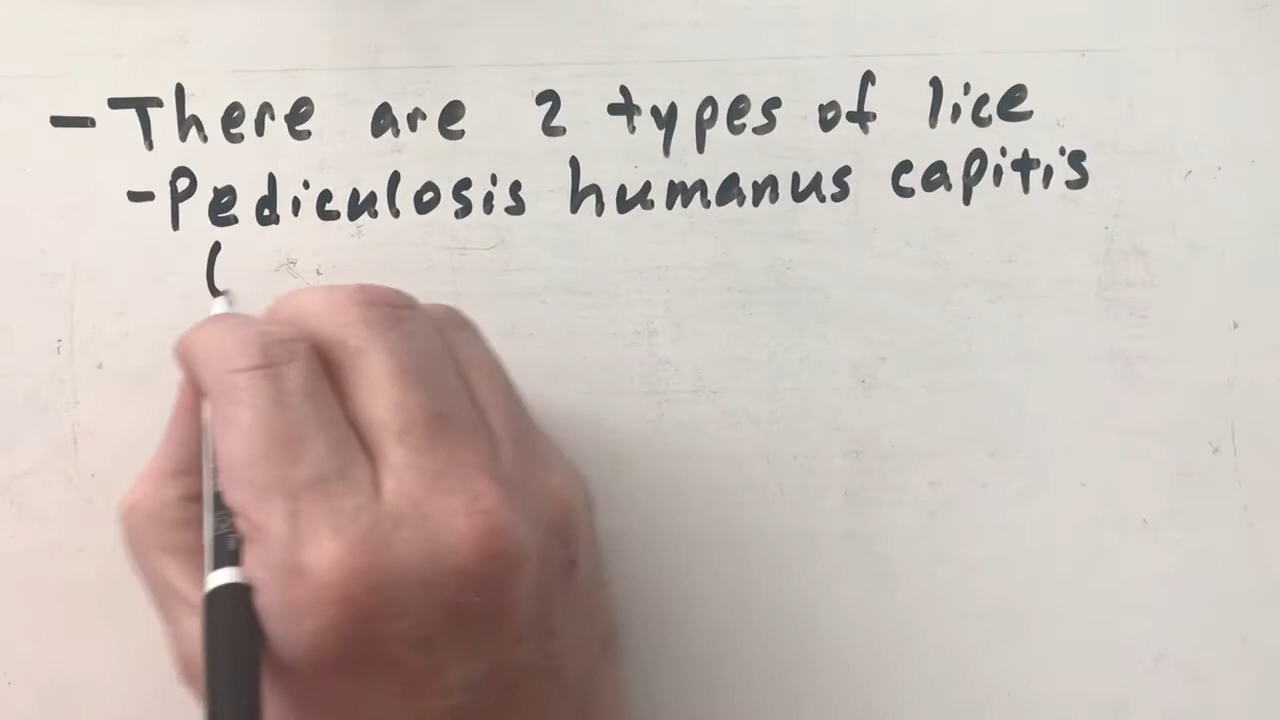 - There are 2 types of lice
- Pediculosis humanus capitis
(